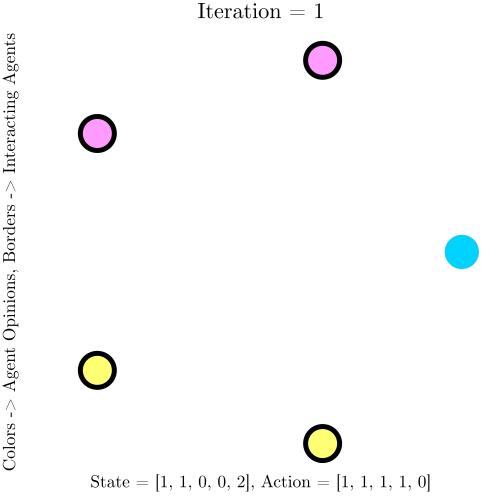 Iteration = 1
Colors -> Agent Opinions, Borders -> Interacting Agents
State = [1, 1, 0, 0, 2], Action = [1, 1, 1, 1, 0]